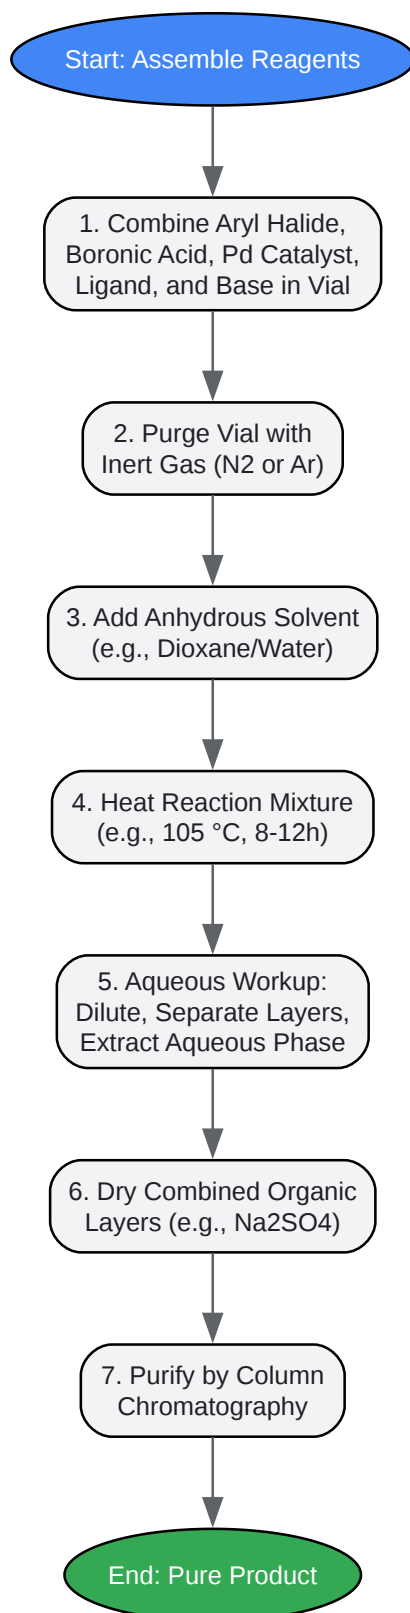 Start: Assemble Reagents
1. Combine Aryl Halide,
Boronic Acid, Pd Catalyst,
Ligand, and Base in Vial
2. Purge Vial with
Inert Gas (N2 or Ar)
3. Add Anhydrous Solvent
(e.g., Dioxane/Water)
4. Heat Reaction Mixture
(e.g., 105 °C, 8-12h)
5. Aqueous Workup:
Dilute, Separate Layers,
Extract Aqueous Phase
6. Dry Combined Organic
Layers (e.g., Na2SO4)
7. Purify by Column
Chromatography
End: Pure Product